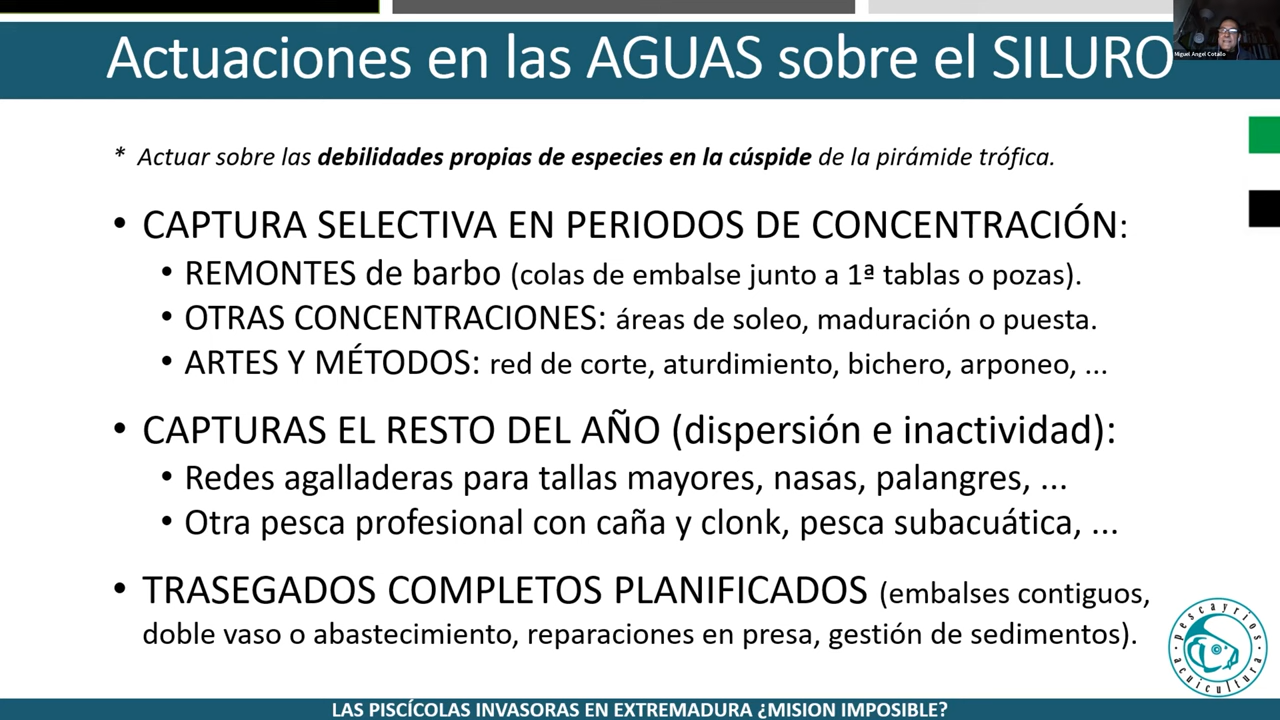 Actuaciones en las AGUAS sobre el SILURO
Miguel Angel Cotallo
* Actuar sobre las debilidades propias de especies en la cúspide de la pirámide trófica.
• CAPTURA SELECTIVA EN PERIODOS DE CONCENTRACIÓN:
• REMONTES de barbo (colas de embalse junto a 1ª tablas o pozas).
• OTRAS CONCENTRACIONES: áreas de soleo, maduración o puesta.
• ARTES Y MÉTODOS: red de corte, aturdimiento, bichero, arponeo, ...
• CAPTURAS EL RESTO DEL AÑO (dispersión e inactividad):
• Redes agalladeras para tallas mayores, nasas, palangres, ...
• Otra pesca profesional con caña y clonk, pesca subacuática, ...
• TRASEGADOS COMPLETOS PLANIFICADOS (embalses contiguos,
doble vaso o abastecimiento, reparaciones en presa, gestión de sedimentos).
pescayrios
acuicultura
LAS PISCÍCOLAS INVASORAS EN EXTREMADURA ¿MISION IMPOSIBLE?